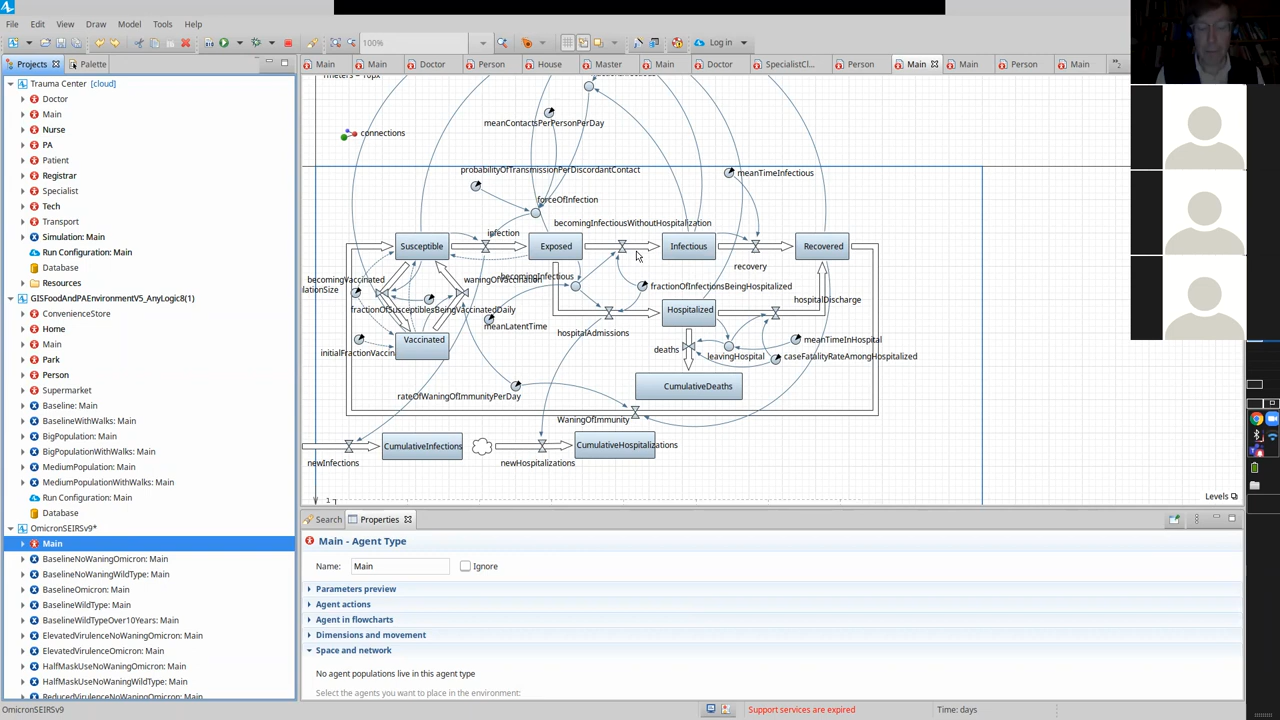 File Edit View Draw Model Tools Help
100%
Log in
Projects Palette
Main Main Doctor Person House Master Main Doctor SpecialistCl... Person Main Main Person Main
Trauma Center [cloud]
Doctor
Main
Nurse
PA
Patient
Registrar
Specialist
Tech
Transport
Simulation: Main
Run Configuration: Main
Database
Resources
GISFoodAndPAEnvironmentV5_AnyLogic8(1)
ConvenienceStore
Home
Main
Park
Person
Supermarket
Baseline: Main
BaselineWithWalks: Main
BigPopulation: Main
BigPopulationWithWalks: Main
MediumPopulation: Main
MediumPopulationWithWalks: Main
Run Configuration: Main
Database
OmicronSEIRSv9*
Main
BaselineNoWaningOmicron: Main
BaselineNoWaningWildType: Main
BaselineOmicron: Main
BaselineWildType: Main
BaselineWildTypeOver10Years: Main
ElevatedVirulenceNoWaningOmicron: Main
ElevatedVirulenceOmicron: Main
HalfMaskUseNoWaningOmicron: Main
HalfMaskUseNoWaningWildType: Main
ReducedVirulenceNoWaningOmicron: Main
meanContactsPerPersonPerDay
connections
probabilityOfTransmissionPerDiscordantContact
meanTimeInfectious
forceOfInfection
becomingInfectiousWithoutHospitalization
infection
Susceptible
Exposed
Infectious
Recovered
recovery
becomingVaccinated
waningOfVaccination
becomingInfectious
fractionOfInfectionsBeingHospitalized
lationSize
fractionOfSusceptiblesBeingVaccinatedDaily
Hospitalized
hospitalDischarge
meanLatentTime
hospitalAdmissions
Vaccinated
initialFractionVaccin
deaths
leavingHospital
meanTimeInHospital
caseFatalityRateAmongHospitalized
CumulativeDeaths
rateOfWaningOfImmunityPerDay
WaningOfImmunity
CumulativeInfections
CumulativeHospitalizations
newInfections
newHospitalizations
Levels
Search Properties
Main - Agent Type
Name: Main Ignore
Parameters preview
Agent actions
Agent in flowcharts
Dimensions and movement
Space and network
No agent populations live in this agent type
Select the agents you want to place in the environment:
OmicronSEIRSv9
Support services are expired
Time: days